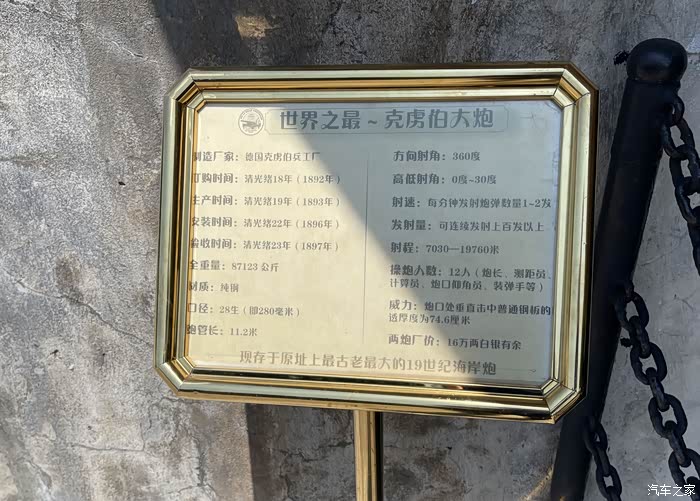 世界之最~克虏伯大炮
制造厂家：德国克虏伯兵工厂
订购时间：清光绪18年（1892年）
生产时间：清光绪19年（1893年）
安装时间：清光绪22年（1896年）
验收时间：清光绪23年（1897年）
全重量：87123公斤
材质：纯钢
口径：28生（即280毫米）
炮管长：11.2米
方向射角：360度
高低射角：0度~30度
射速：每分钟发射炮弹数量1~2发
发射量：可连续发射上百发以上
射程：7030—19760米
操炮人数：12人（炮长、测距员、
计算员、炮口仰角员、装弹手等）
威力：炮口处垂直击中普通钢板的
透厚度为74.6厘米
两炮厂价：16万两白银有余
现存于原址上最古老最大的19世纪海岸炮
汽车之家